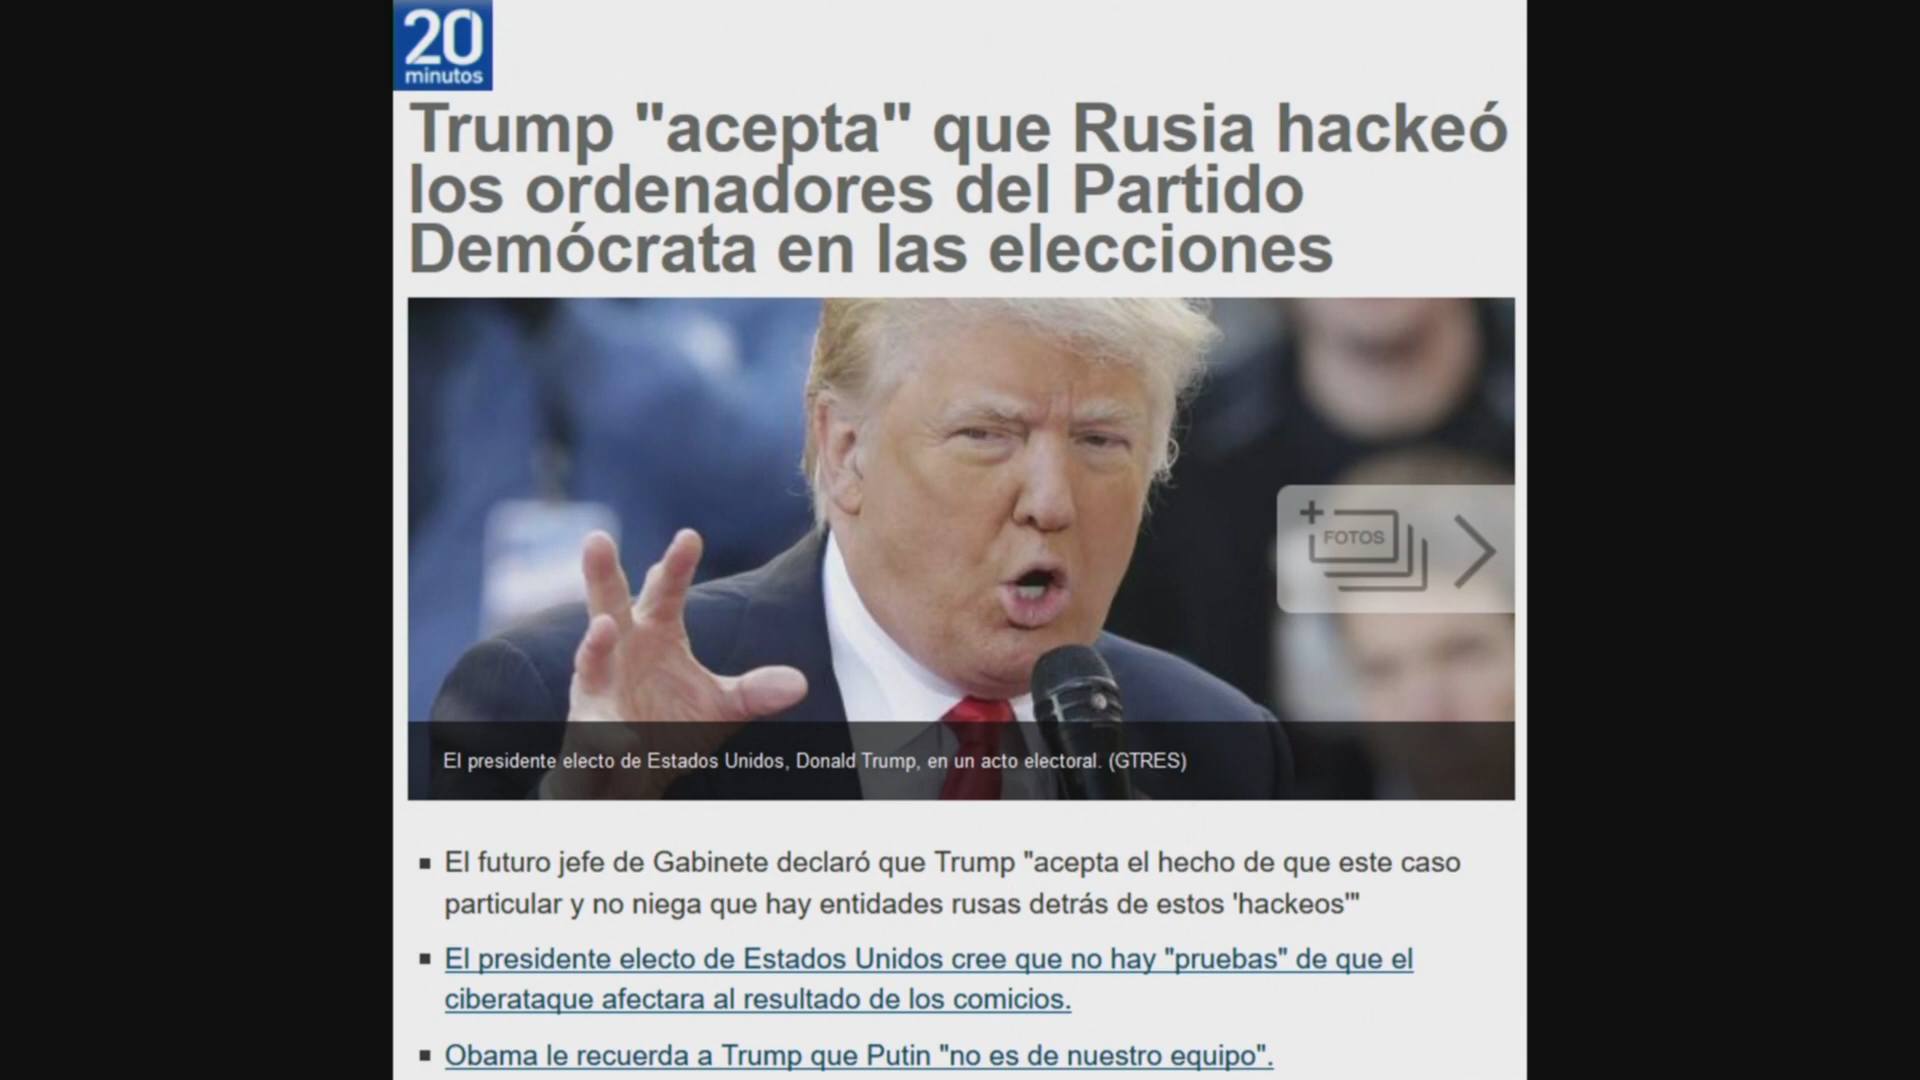 20
minutos
Trump "acepta" que Rusia hackeó
los ordenadores del Partido
Demócrata en las elecciones
FOTOS
El presidente electo de Estados Unidos, Donald Trump, en un acto electoral. (GTRES)
El futuro jefe de Gabinete declaró que Trump "acepta el hecho de que este caso
particular y no niega que hay entidades rusas detrás de estos 'hackeos'"
El presidente electo de Estados Unidos cree que no hay "pruebas" de que el
ciberataque afectara al resultado de los comicios.
Obama le recuerda a Trump que Putin "no es de nuestro equipo".